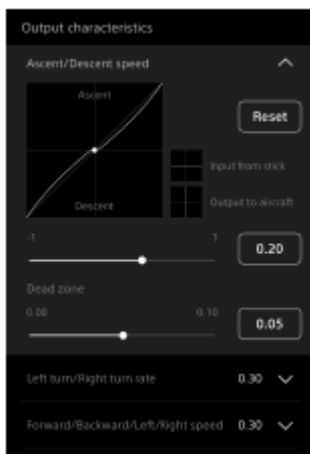 Output characteristics
Ascent/Descent speed
Ascent
Reset
Input from stick
Output to aircraft
Descent
-1 1 0.20
Dead zone
0.00 0.10 0.05
Left turn/Right turn rate 0.30
Forward/Backward/Left/Right speed 0.30